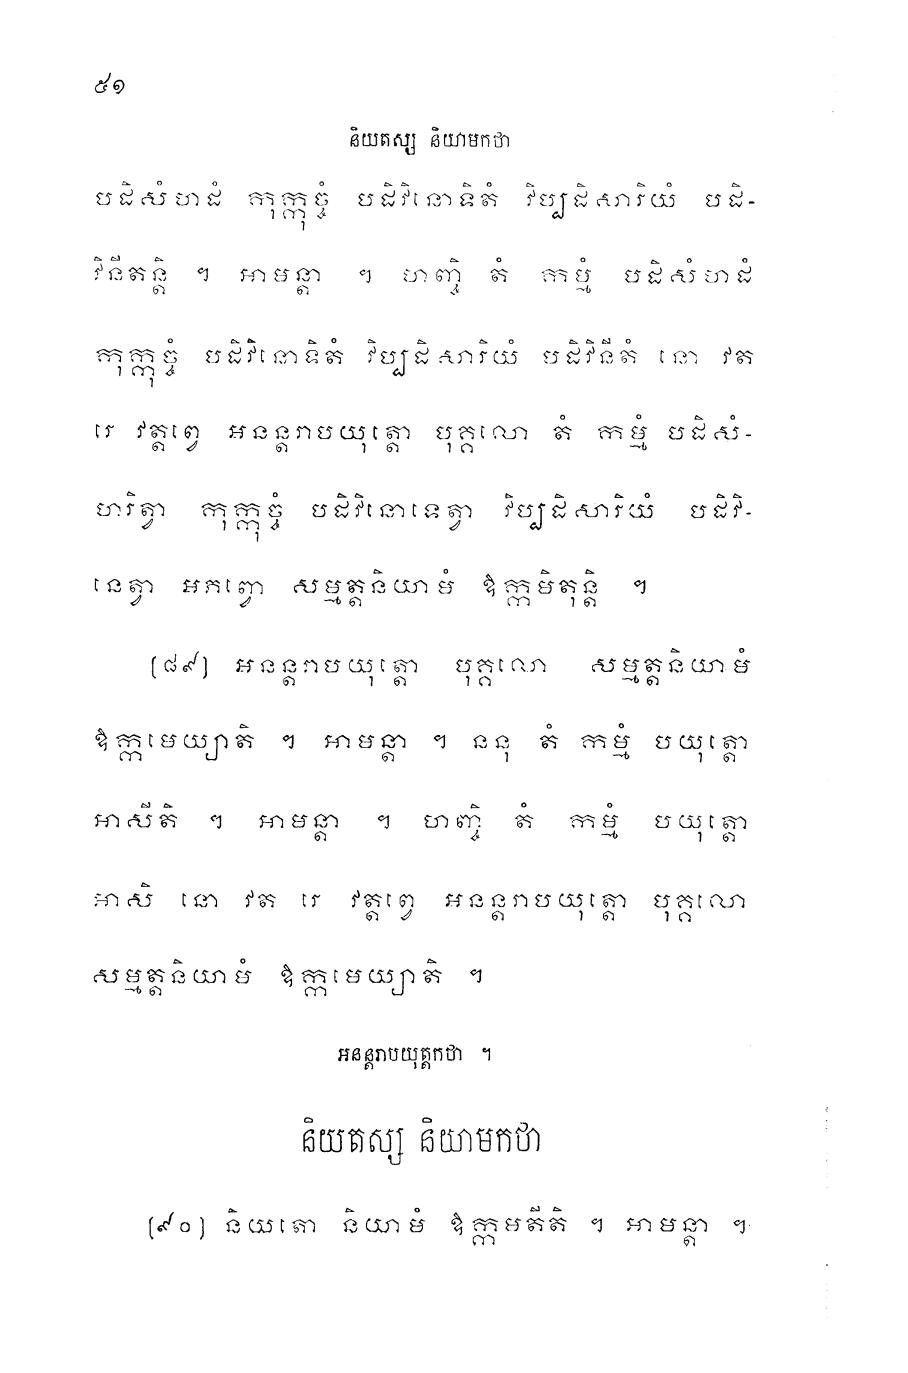 ៥១
និយតស្ស និយាមកថា
បដិសំហដំ កុក្កុច្ចំ បដិវិនោទិតំ វិប្បដិសារិយំ បដិ-
វិនីតន្តិ ។ អាមន្តា ។ ហញ្ចិ តំ កម្មំ បដិសំហដំ
កុក្កុច្ចំ បដិវិនោទិតំ វិប្បដិសារិយំ បដិវិនីតំ នោ វត
រេ វត្តព្វេ អនន្តរាបយុត្តោ បុគ្គលោ តំ កម្មំ បដិសំ-
ហរិត្វា កុក្កុច្ចំ បដិវិនោទេត្វា វិប្បដិសារិយំ បដិវិ-
នេត្វា អភព្វោ សម្មត្តនិយាមំ ឱក្កមិតុន្តិ ។
(៨៩) អនន្តរាបយុត្តោ បុគ្គលោ សម្មត្តនិយាមំ
ឱក្កមេយ្យាតិ ។ អាមន្តា ។ ននុ តំ កម្មំ បយុត្តោ
អាសីតិ ។ អាមន្តា ។ ហញ្ចិ តំ កម្មំ បយុត្តោ
អាសិ នោ វត រេ វត្តព្វេ អនន្តរាបយុត្តោ បុគ្គលោ
សម្មត្តនិយាមំ ឱក្កមេយ្យាតិ ។
អនន្តរាបយុត្តកថា ។
និយតស្ស និយាមកថា
(៩០) និយតោ និយាមំ ឱក្កមតីតិ ។ អាមន្តា ។